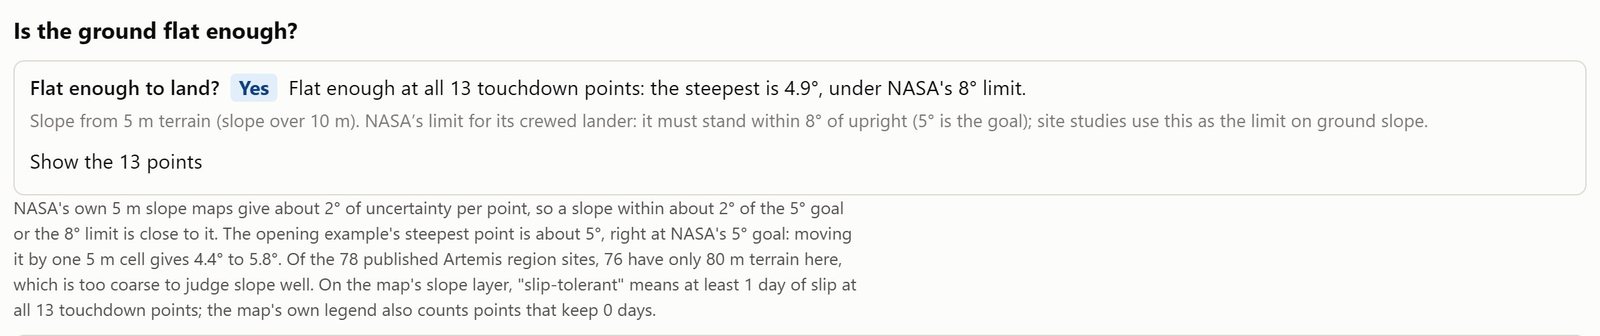 Is the ground flat enough?
Flat enough to land? Yes Flat enough at all 13 touchdown points: the steepest is 4.9°, under NASA's 8° limit.
Slope from 5 m terrain (slope over 10 m). NASA’s limit for its crewed lander: it must stand within 8° of upright (5° is the goal); site studies use this as the limit on ground slope.
Show the 13 points
NASA's own 5 m slope maps give about 2° of uncertainty per point, so a slope within about 2° of the 5° goal
or the 8° limit is close to it. The opening example's steepest point is about 5°, right at NASA's 5° goal: moving
it by one 5 m cell gives 4.4° to 5.8°. Of the 78 published Artemis region sites, 76 have only 80 m terrain here,
which is too coarse to judge slope well. On the map's slope layer, "slip-tolerant" means at least 1 day of slip at
all 13 touchdown points; the map's own legend also counts points that keep 0 days.